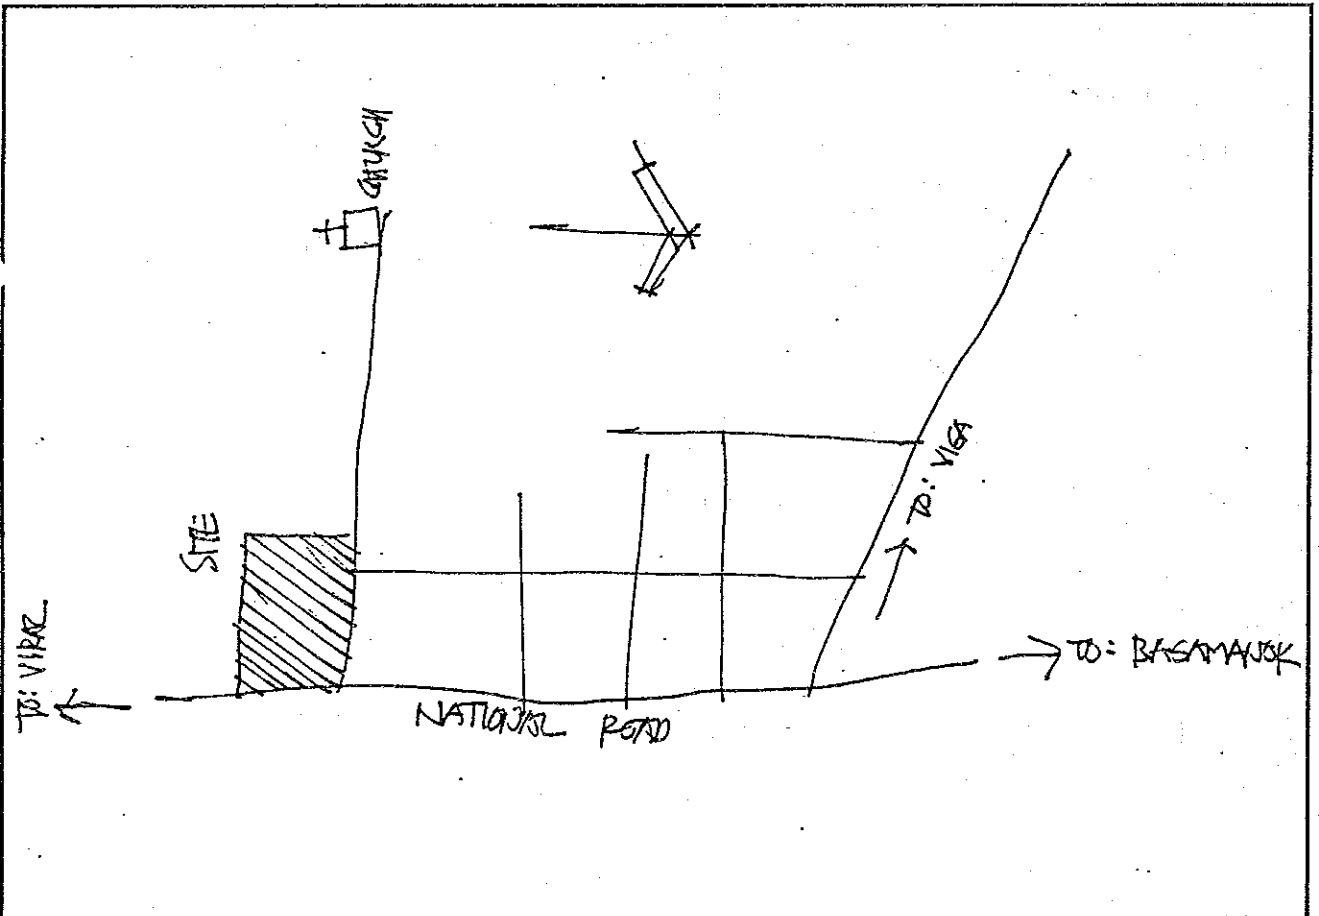 CHURCH
SITE
TO: VIGA
TO: VIRAC
TO: BAGAMANOK
NATIONAL ROAD